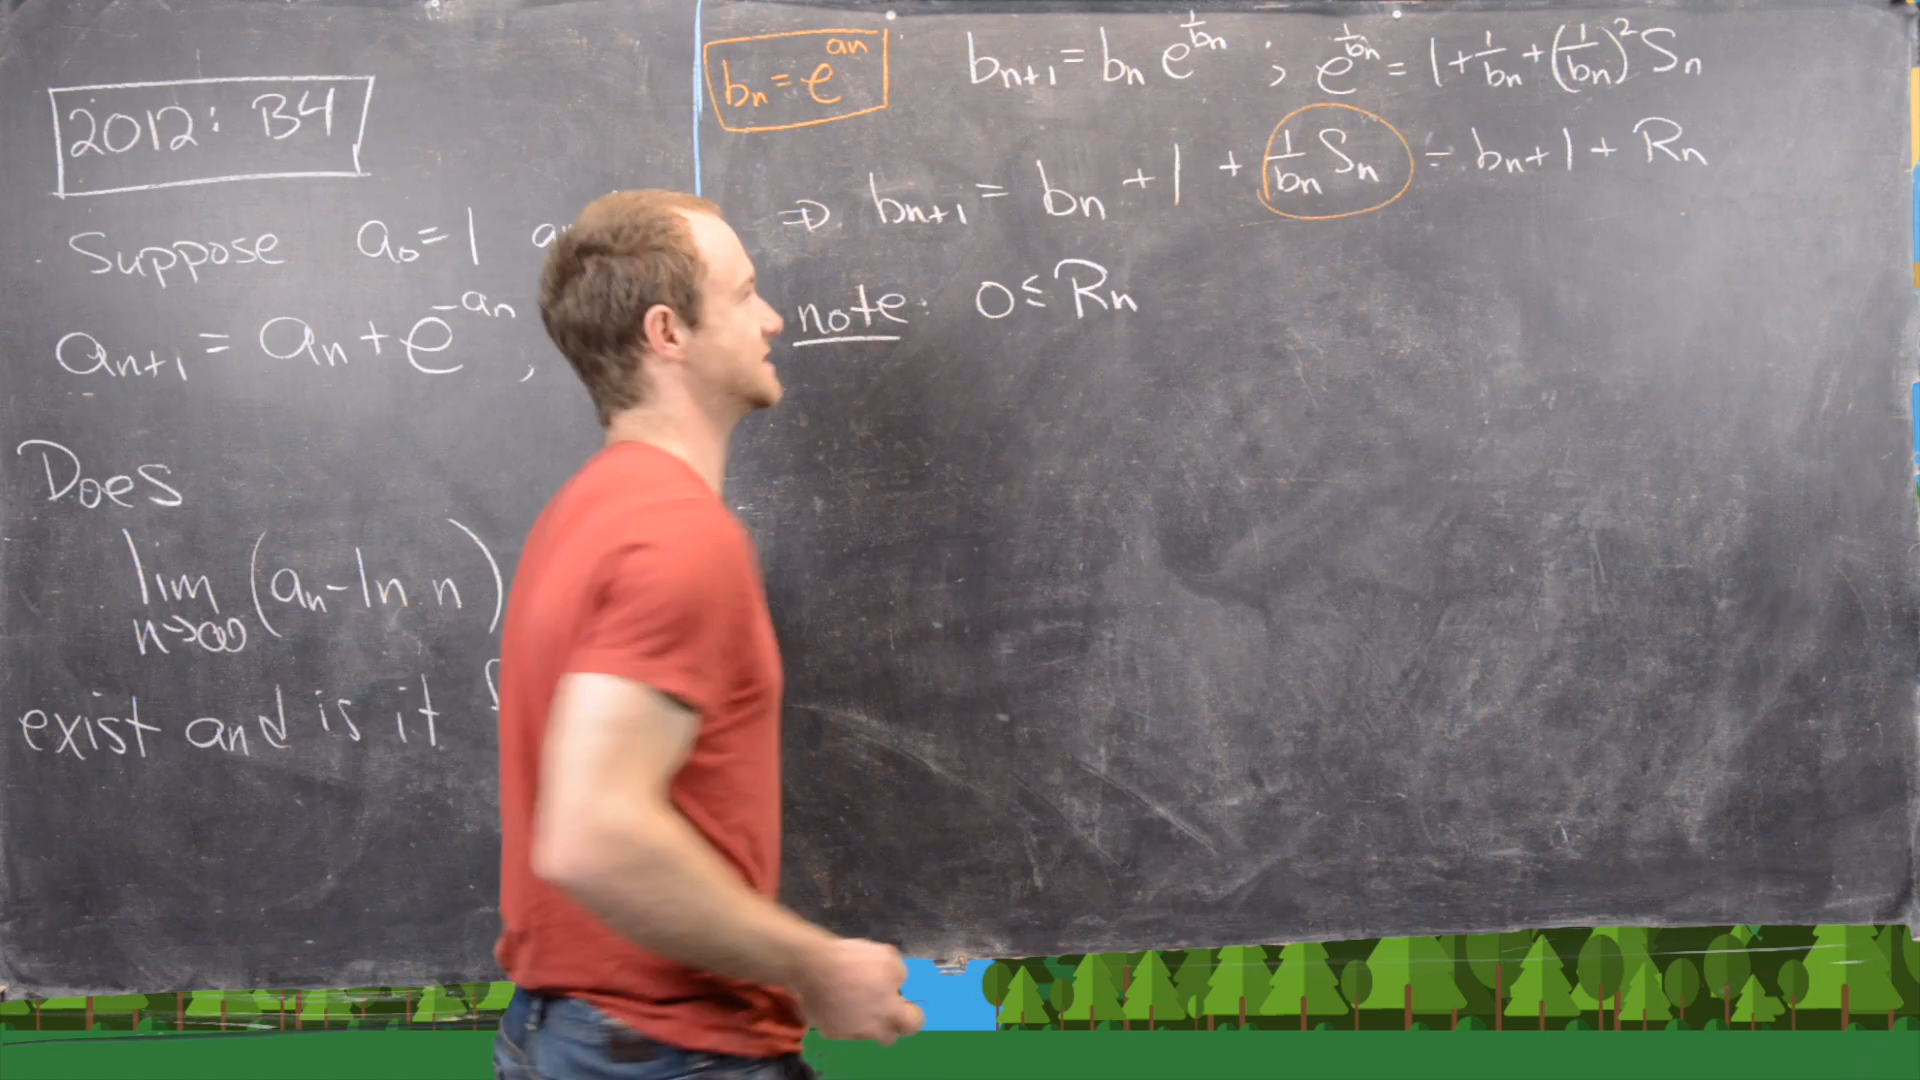 2012: B4
Suppose a₀=1
aₙ₊₁ = aₙ + e^{-aₙ},
Does
lim_{n→∞} (aₙ - ln n)
exist and is it
bₙ = e^{aₙ}
bₙ₊₁ = bₙ e^{1/bₙ} ; e^{1/bₙ} = 1 + 1/bₙ + (1/bₙ)² Sₙ
⇒ bₙ₊₁ = bₙ + 1 + 1/bₙ Sₙ = bₙ + 1 + Rₙ
note: 0 ≤ Rₙ